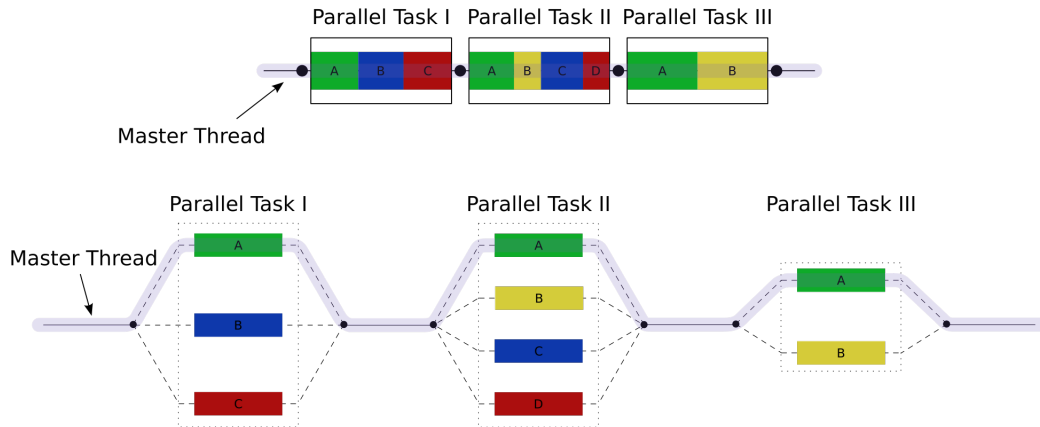 Parallel Task I
Parallel Task II
Parallel Task III
A B C
A B C D
A B
Master Thread
Parallel Task I
Parallel Task II
Parallel Task III
A
A
Master Thread
A
B
B
C
B
C
D